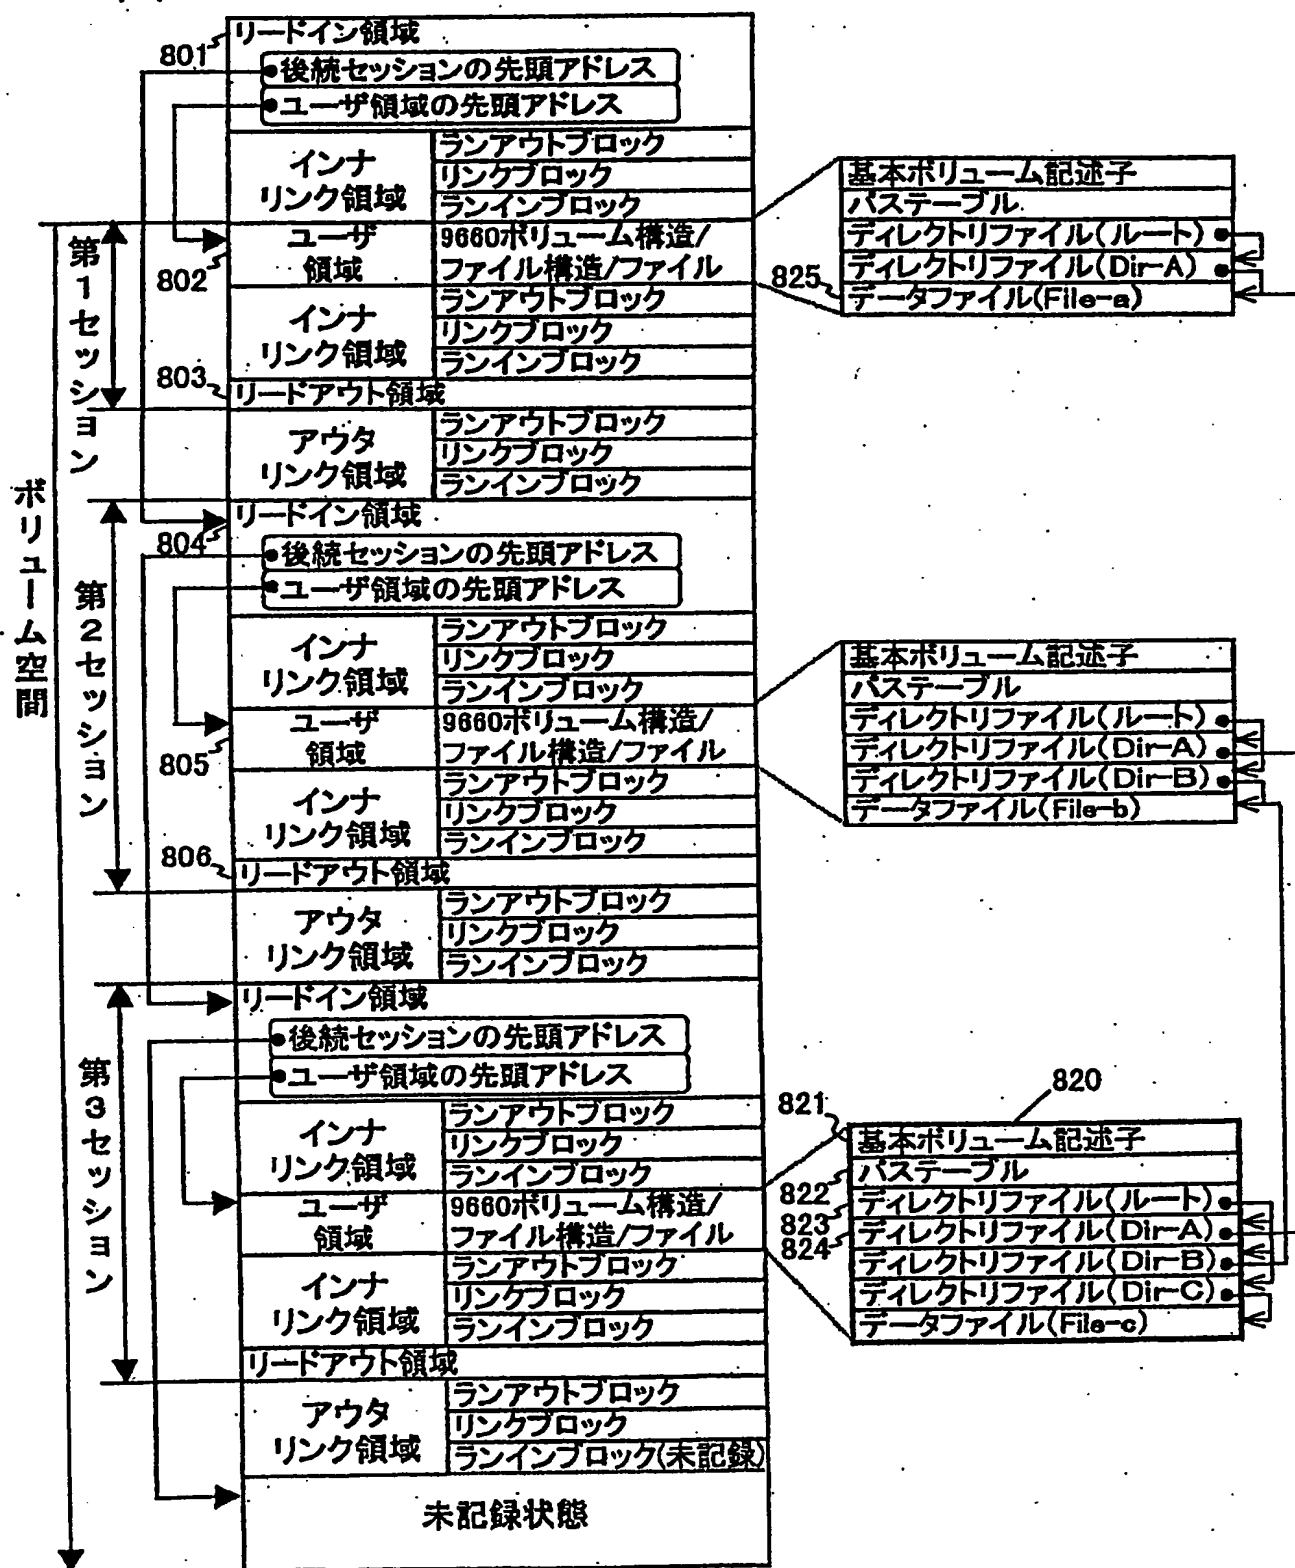 801
リードイン領域
後続セッションの先頭アドレス
ユーザ領域の先頭アドレス
インナ
リンク領域
ランアウトブロック
リンクブロック
ランインブロック
ボリューム空間
第1セッション
802
ユーザ
領域
9660ボリューム構造/
ファイル構造/ファイル
インナ
リンク領域
ランアウトブロック
リンクブロック
ランインブロック
803
リードアウト領域
アウタ
リンク領域
ランアウトブロック
リンクブロック
ランインブロック
基本ボリューム記述子
パステーブル
ディレクトリファイル(ルート)
ディレクトリファイル(Dir-A)
825
データファイル(File-a)
第2セッション
804
リードイン領域
後続セッションの先頭アドレス
ユーザ領域の先頭アドレス
インナ
リンク領域
ランアウトブロック
リンクブロック
ランインブロック
805
ユーザ
領域
9660ボリューム構造/
ファイル構造/ファイル
インナ
リンク領域
ランアウトブロック
リンクブロック
ランインブロック
806
リードアウト領域
アウタ
リンク領域
ランアウトブロック
リンクブロック
ランインブロック
基本ボリューム記述子
パステーブル
ディレクトリファイル(ルート)
ディレクトリファイル(Dir-A)
ディレクトリファイル(Dir-B)
データファイル(File-b)
第3セッション
リードイン領域
後続セッションの先頭アドレス
ユーザ領域の先頭アドレス
インナ
リンク領域
ランアウトブロック
リンクブロック
ランインブロック
ユーザ
領域
9660ボリューム構造/
ファイル構造/ファイル
インナ
リンク領域
ランアウトブロック
リンクブロック
ランインブロック
リードアウト領域
アウタ
リンク領域
ランアウトブロック
リンクブロック
ランインブロック(未記録)
未記録状態
820
821
基本ボリューム記述子
822
パステーブル
823
ディレクトリファイル(ルート)
824
ディレクトリファイル(Dir-A)
ディレクトリファイル(Dir-B)
ディレクトリファイル(Dir-C)
データファイル(File-c)